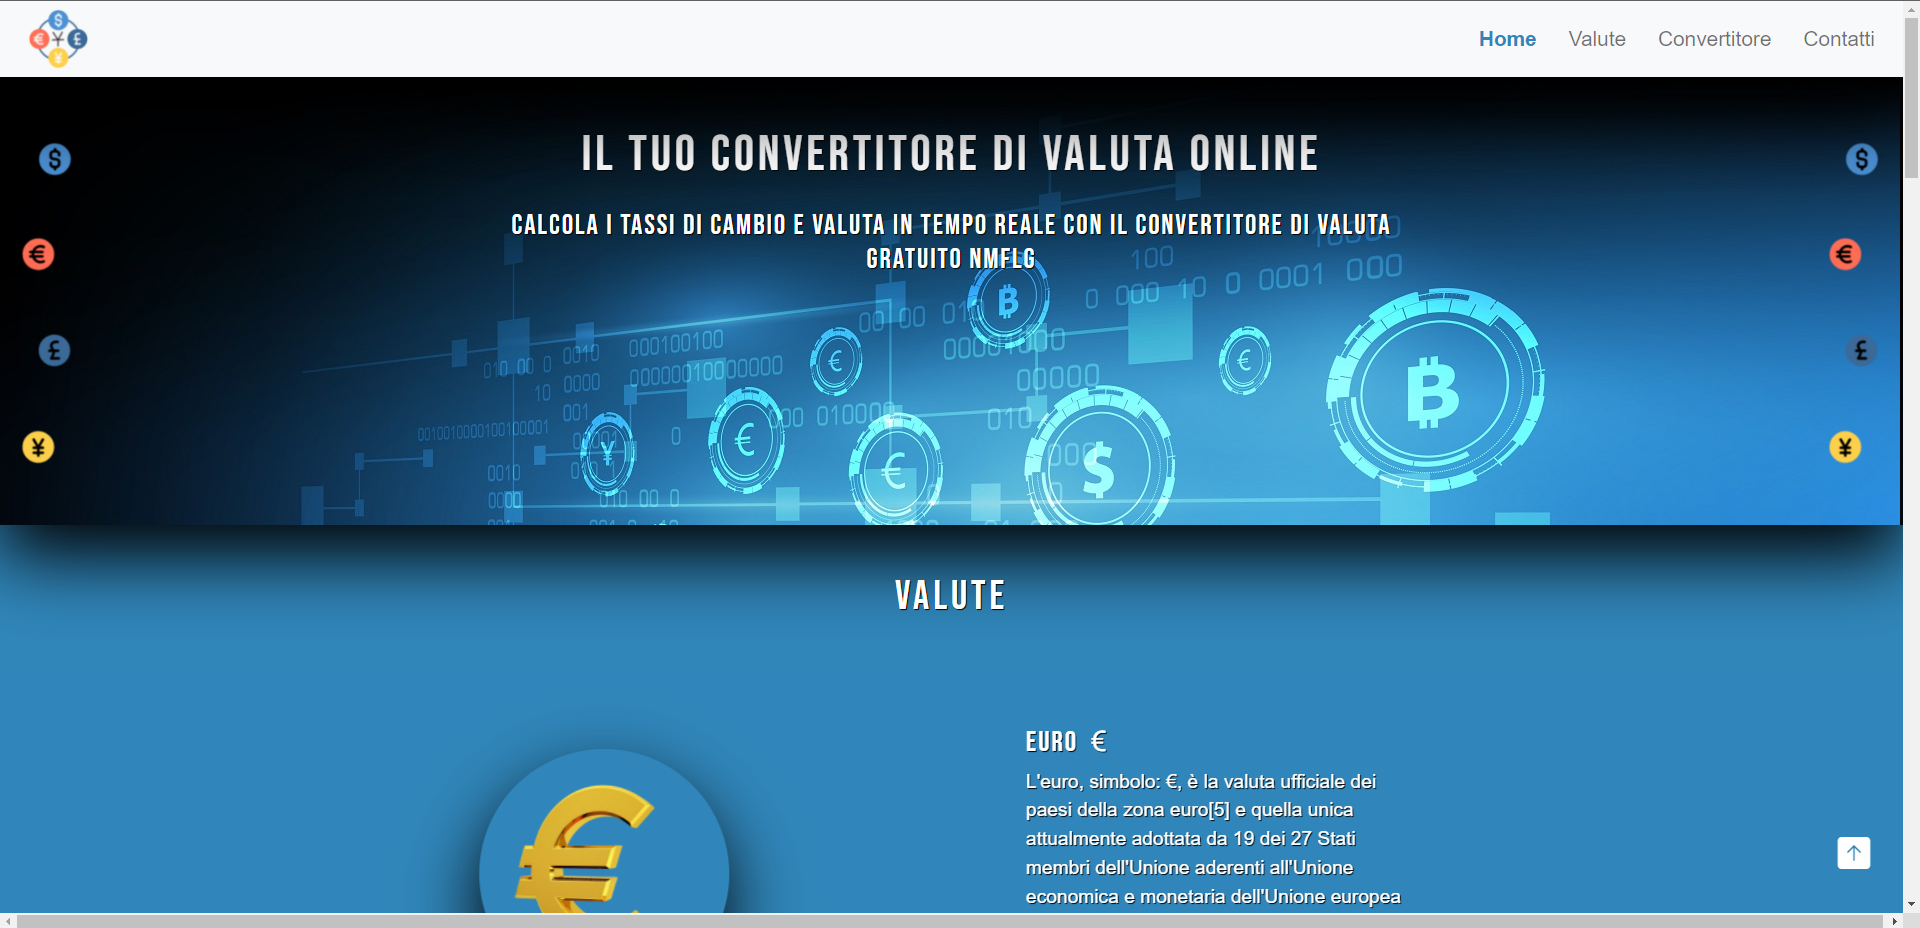 Home Valute Convertitore Contatti
IL TUO CONVERTITORE DI VALUTA ONLINE
CALCOLA I TASSI DI CAMBIO E VALUTA IN TEMPO REALE CON IL CONVERTITORE DI VALUTA
GRATUITO NMFLG
VALUTE
EURO €
L'euro, simbolo: €, è la valuta ufficiale dei
paesi della zona euro[5] e quella unica
attualmente adottata da 19 dei 27 Stati
membri dell'Unione aderenti all'Unione
economica e monetaria dell'Unione europea